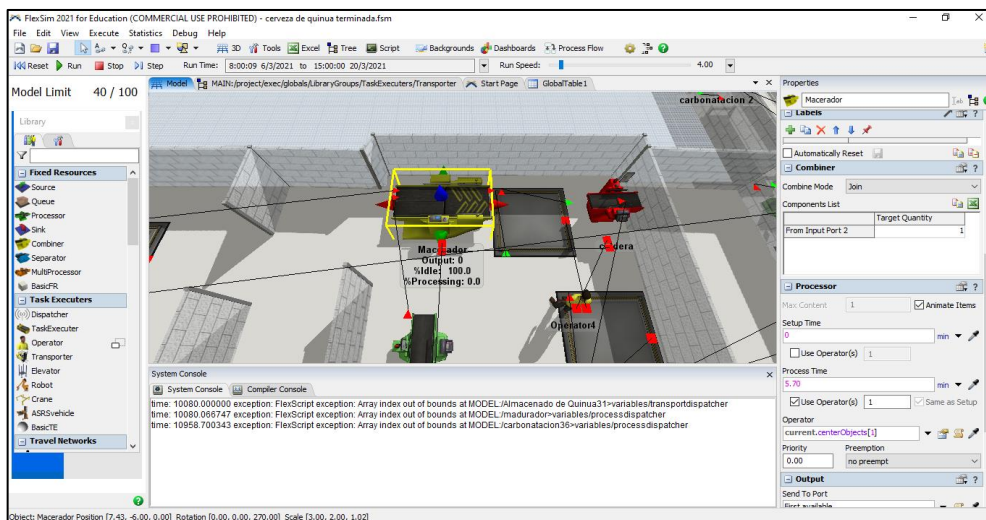 FlexSim 2021 for Education (COMMERCIAL USE PROHIBITED) - cerveza de quinua terminada.fsm
File Edit View Execute Statistics Debug Help
3D Tools Excel Tree Script Backgrounds Dashboards Process Flow
Reset Run Stop Step Run Time: 8:00:09 6/3/2021 to 15:00:00 20/3/2021 Run Speed: 4.00
Model Limit 40 / 100
Library
Fixed Resources
Source
Queue
Processor
Sink
Combiner
Separator
MultiProcessor
BasicFR
Task Executers
Dispatcher
TaskExecuter
Operator
Transporter
Elevator
Robot
Crane
ASRSvehicle
BasicTE
Travel Networks
Model MAIN:/project/exec/globals/LibraryGroups/TaskExecuters/Transporter Start Page GlobalTable1
carbonatacion 2
Macerador
Output: 0
%Idle: 100.0
%Processing: 0.0
Operator4
System Console
System Console Compiler Console
time: 10080.000000 exception: FlexScript exception: Array index out of bounds at MODEL:/Almacenado de Quinua31>variables/transportdispatcher
time: 10080.066747 exception: FlexScript exception: Array index out of bounds at MODEL:/madurador>variables/processdispatcher
time: 10958.700343 exception: FlexScript exception: Array index out of bounds at MODEL:/carbonatacion36>variables/processdispatcher
Properties
Macerador
Labels
Automatically Reset
Combiner
Combine Mode Join
Components List
Target Quantity
From Input Port 2 1
Processor
Max Content 1 Animate Items
Setup Time
0 min
Use Operator(s) 1
Process Time
5.70 min
Use Operator(s) 1 Same as Setup
Operator
current.centerObjects[1]
Priority Preemption
0.00 no preempt
Output
Send To Port
First available
Object: Macerador Position [7.43, -6.00, 0.00] Rotation [0.00, 0.00, 270.00] Scale [3.00, 2.00, 1.02]